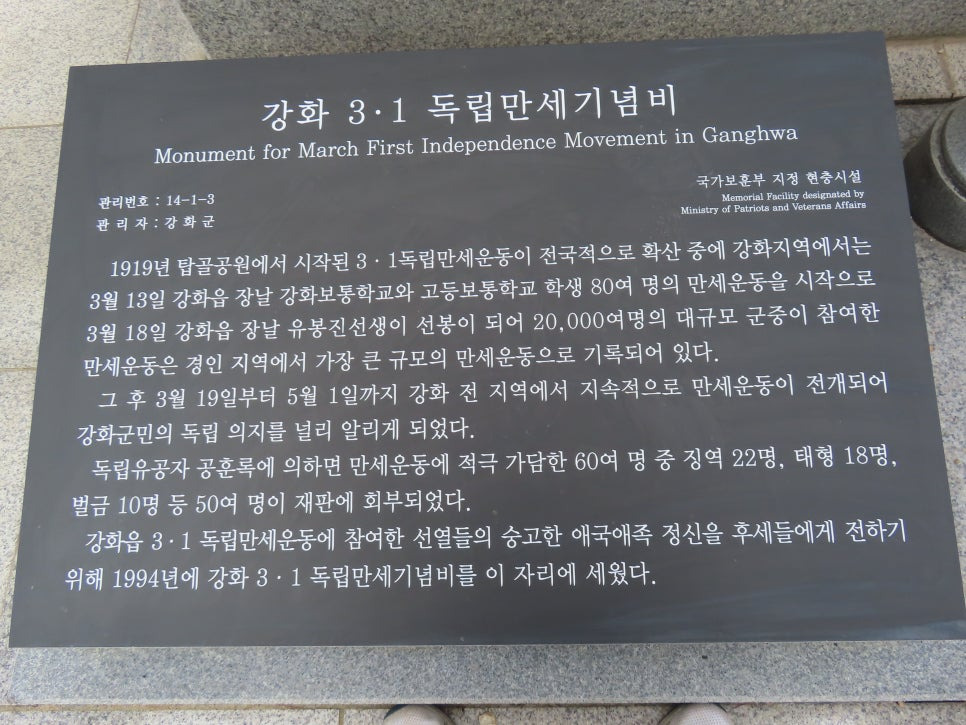 강화 3·1 독립만세기념비
Monument for March First Independence Movement in Ganghwa
국가보훈부 지정 현충시설
Memorial Facility designated by
Ministry of Patriots and Veterans Affairs
관리번호 : 14-1-3
관 리 자 : 강 화 군
1919년 탑골공원에서 시작된 3·1독립만세운동이 전국적으로 확산 중에 강화지역에서는
3월 13일 강화읍 장날 강화보통학교와 고등보통학교 학생 80여 명의 만세운동을 시작으로
3월 18일 강화읍 장날 유봉진선생이 선봉이 되어 20,000여명의 대규모 군중이 참여한
만세운동은 경인 지역에서 가장 큰 규모의 만세운동으로 기록되어 있다.
그 후 3월 19일부터 5월 1일까지 강화 전 지역에서 지속적으로 만세운동이 전개되어
강화군민의 독립 의지를 널리 알리게 되었다.
독립유공자 공훈록에 의하면 만세운동에 적극 가담한 60여 명 중 징역 22명, 태형 18명,
벌금 10명 등 50여 명이 재판에 회부되었다.
강화읍 3·1 독립만세운동에 참여한 선열들의 숭고한 애국애족 정신을 후세들에게 전하기
위해 1994년에 강화 3·1 독립만세기념비를 이 자리에 세웠다.